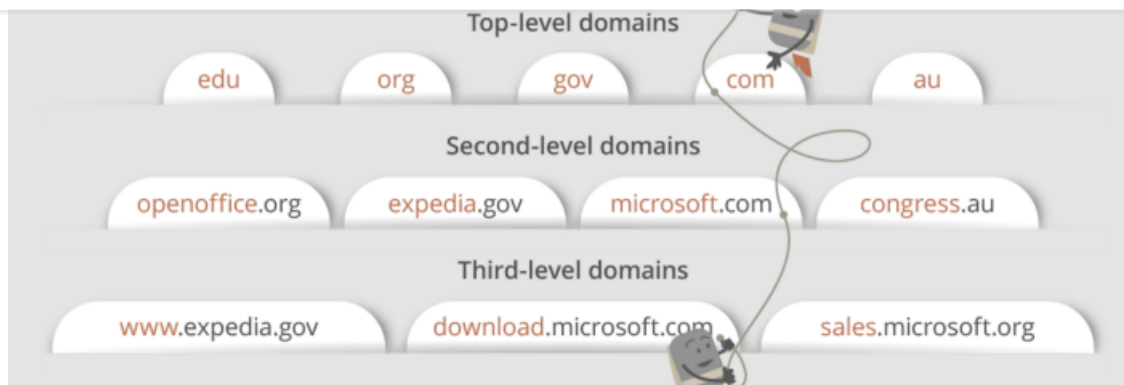 Top-level domains
edu org gov com au
Second-level domains
openoffice.org expedia.gov microsoft.com congress.au
Third-level domains
www.expedia.gov download.microsoft.com sales.microsoft.org